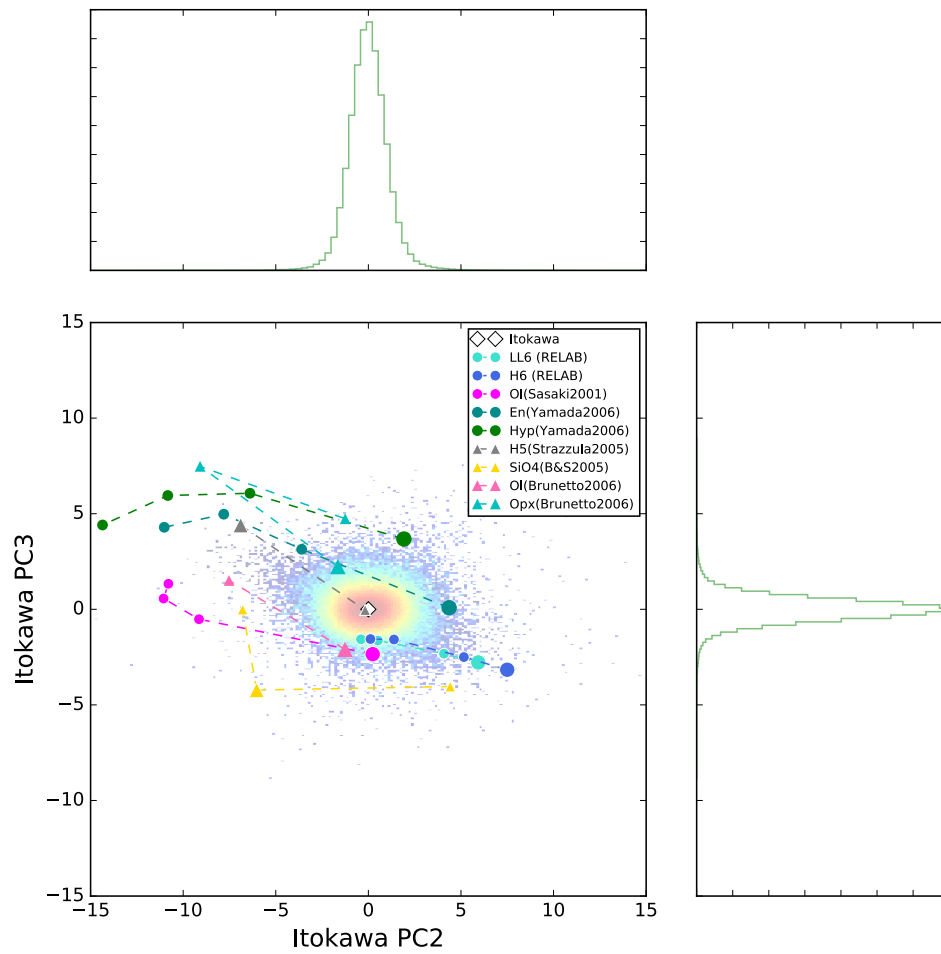 15
10
5
0
−5
−10
−15
Itokawa PC3
Itokawa
LL6 (RELAB)
H6 (RELAB)
Ol(Sasaki2001)
En(Yamada2006)
Hyp(Yamada2006)
H5(Strazzula2005)
SiO4(B&S2005)
Ol(Brunetto2006)
Opx(Brunetto2006)
−15 −10 −5 0 5 10 15
Itokawa PC2